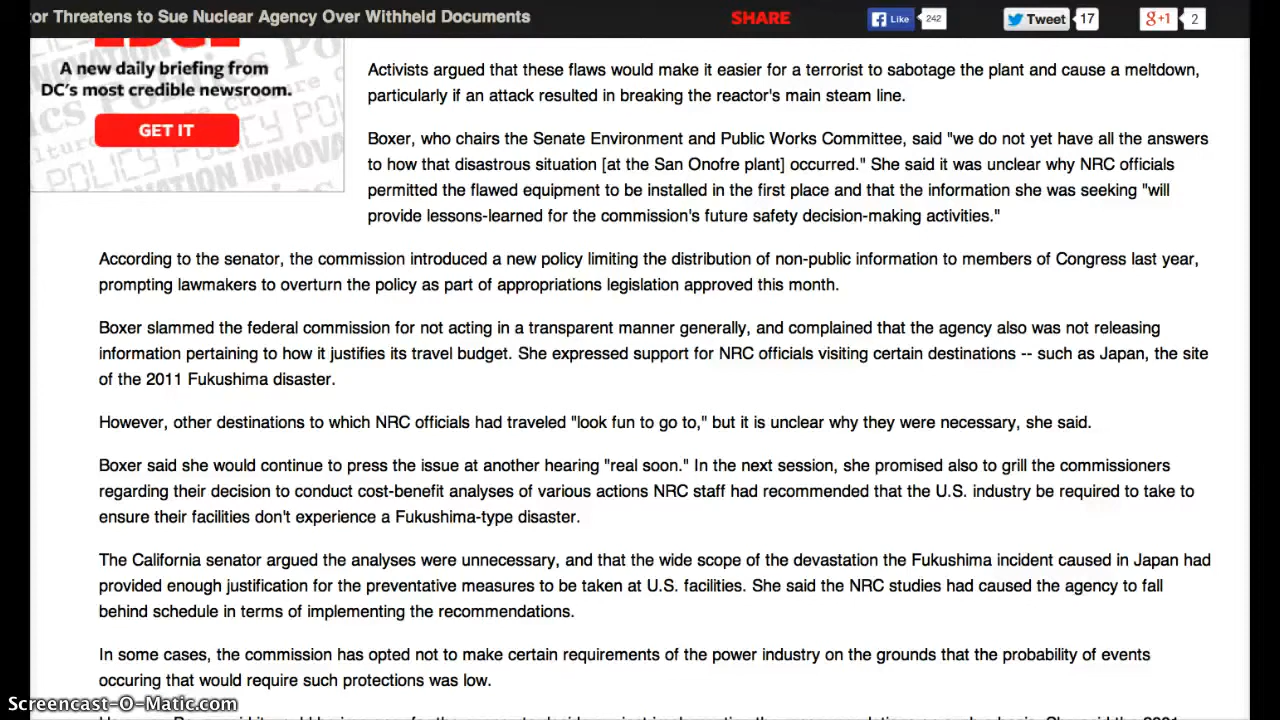 tor Threatens to Sue Nuclear Agency Over Withheld Documents
SHARE
Like
242
Tweet
17
g+1
2
EDGE
A new daily briefing from
DC's most credible newsroom.
GET IT
Activists argued that these flaws would make it easier for a terrorist to sabotage the plant and cause a meltdown,
particularly if an attack resulted in breaking the reactor's main steam line.
Boxer, who chairs the Senate Environment and Public Works Committee, said "we do not yet have all the answers
to how that disastrous situation [at the San Onofre plant] occurred." She said it was unclear why NRC officials
permitted the flawed equipment to be installed in the first place and that the information she was seeking "will
provide lessons-learned for the commission's future safety decision-making activities."
According to the senator, the commission introduced a new policy limiting the distribution of non-public information to members of Congress last year,
prompting lawmakers to overturn the policy as part of appropriations legislation approved this month.
Boxer slammed the federal commission for not acting in a transparent manner generally, and complained that the agency also was not releasing
information pertaining to how it justifies its travel budget. She expressed support for NRC officials visiting certain destinations -- such as Japan, the site
of the 2011 Fukushima disaster.
However, other destinations to which NRC officials had traveled "look fun to go to," but it is unclear why they were necessary, she said.
Boxer said she would continue to press the issue at another hearing "real soon." In the next session, she promised also to grill the commissioners
regarding their decision to conduct cost-benefit analyses of various actions NRC staff had recommended that the U.S. industry be required to take to
ensure their facilities don't experience a Fukushima-type disaster.
The California senator argued the analyses were unnecessary, and that the wide scope of the devastation the Fukushima incident caused in Japan had
provided enough justification for the preventative measures to be taken at U.S. facilities. She said the NRC studies had caused the agency to fall
behind schedule in terms of implementing the recommendations.
In some cases, the commission has opted not to make certain requirements of the power industry on the grounds that the probability of events
occuring that would require such protections was low.
Screencast-O-Matic.com